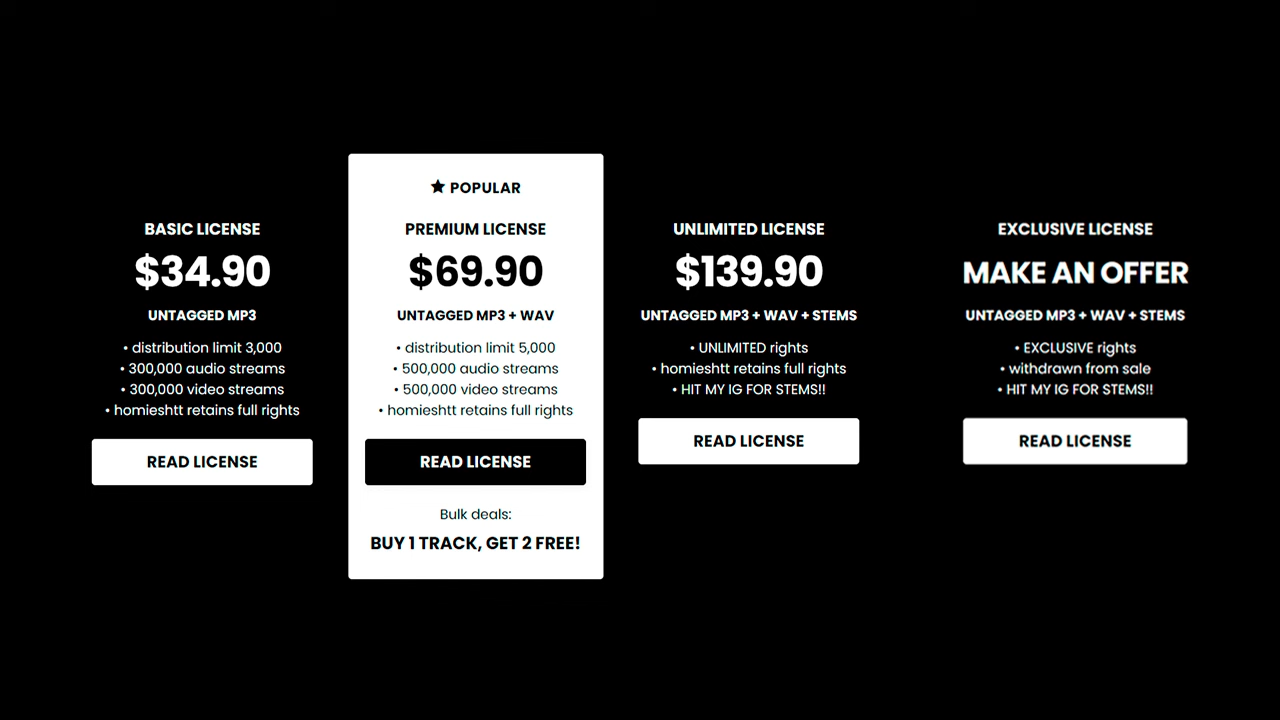 BASIC LICENSE
$34.90
UNTAGGED MP3
• distribution limit 3,000
• 300,000 audio streams
• 300,000 video streams
• homieshtt retains full rights
READ LICENSE
★ POPULAR
PREMIUM LICENSE
$69.90
UNTAGGED MP3 + WAV
• distribution limit 5,000
• 500,000 audio streams
• 500,000 video streams
• homieshtt retains full rights
READ LICENSE
Bulk deals:
BUY 1 TRACK, GET 2 FREE!
UNLIMITED LICENSE
$139.90
UNTAGGED MP3 + WAV + STEMS
• UNLIMITED rights
• homieshtt retains full rights
• HIT MY IG FOR STEMS!!
READ LICENSE
EXCLUSIVE LICENSE
MAKE AN OFFER
UNTAGGED MP3 + WAV + STEMS
• EXCLUSIVE rights
• withdrawn from sale
• HIT MY IG FOR STEMS!!
READ LICENSE